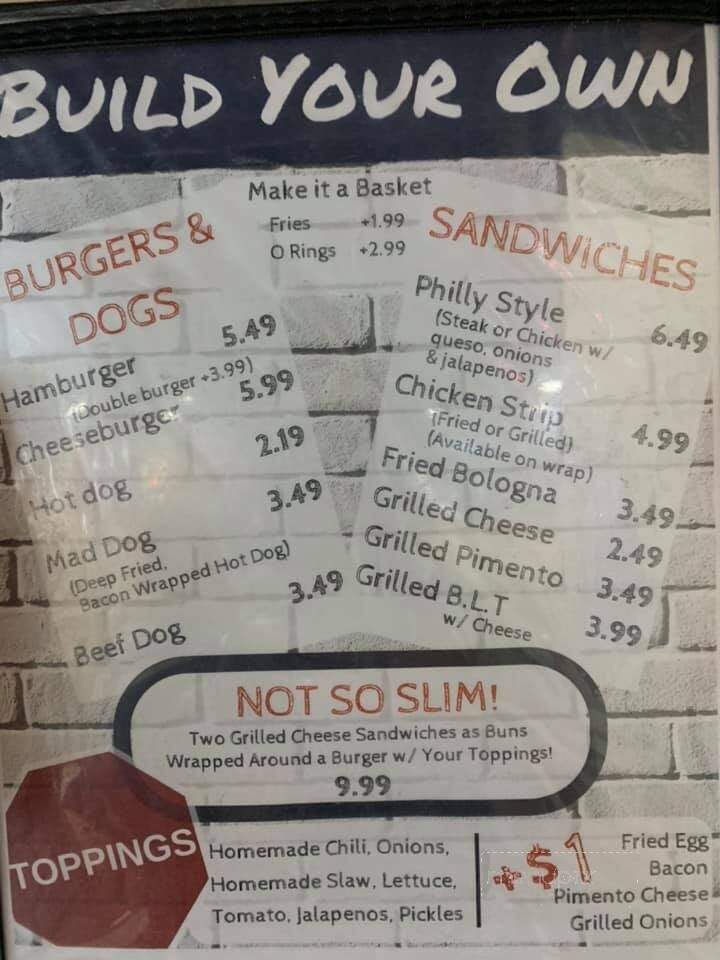 BUILD YOUR OWN
Make it a Basket
Fries +1.99
O Rings +2.99
BURGERS &
DOGS
Hamburger 5.49
(Double burger +3.99)
Cheeseburger 5.99
Hot dog 2.19
Mad Dog 3.49
(Deep Fried,
Bacon Wrapped Hot Dog)
Beef Dog 3.49
SANDWICHES
Philly Style 6.49
(Steak or Chicken w/
queso, onions
& jalapenos)
Chicken Strip 4.99
(Fried or Grilled)
(Available on wrap)
Fried Bologna 3.49
Grilled Cheese 2.49
Grilled Pimento 3.49
Grilled B.L.T 3.99
w/ Cheese
NOT SO SLIM!
Two Grilled Cheese Sandwiches as Buns
Wrapped Around a Burger w/ Your Toppings!
9.99
TOPPINGS
Homemade Chili, Onions,
Homemade Slaw, Lettuce,
Tomato, Jalapenos, Pickles
+$1
Fried Egg
Bacon
Pimento Cheese
Grilled Onions